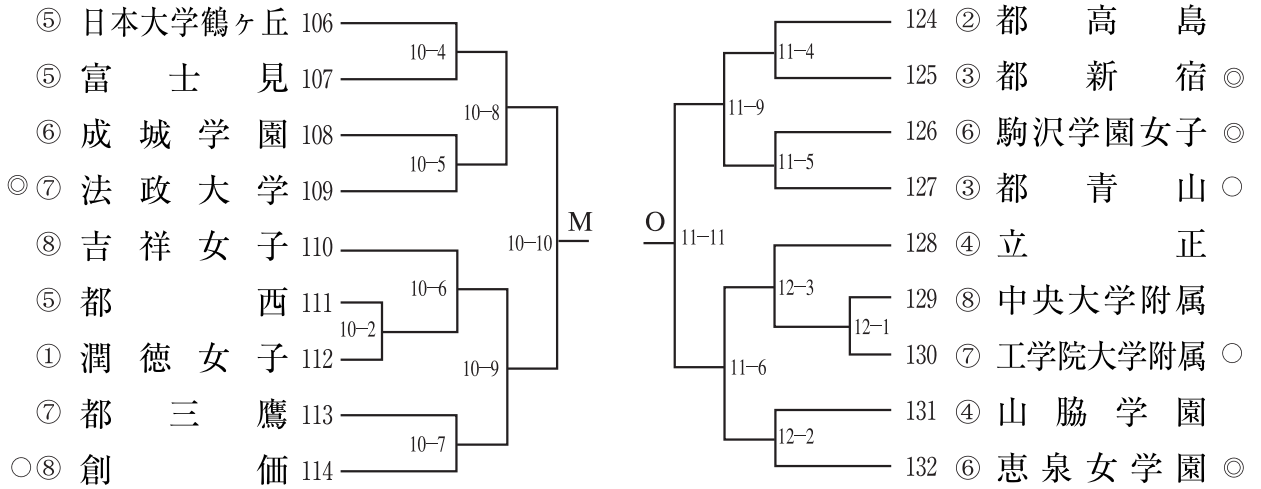 ⑤ 日本大学鶴ヶ丘 106
⑤ 富士見 107
⑥ 成城学園 108
◎⑦ 法政大学 109
⑧ 吉祥女子 110
⑤ 都西 111
① 潤徳女子 112
⑦ 都三鷹 113
○⑧ 創価 114
10-4
10-8
10-5
10-10
M
10-6
10-2
10-9
10-7
124 ② 都高島
125 ③ 都新宿 ◎
126 ⑥ 駒沢学園女子 ◎
127 ③ 都青山 ○
128 ④ 立正
129 ⑧ 中央大学附属
130 ⑦ 工学院大学附属 ○
131 ④ 山脇学園
132 ⑥ 恵泉女学園 ◎
11-4
11-9
11-5
O
11-11
12-3
12-1
11-6
12-2